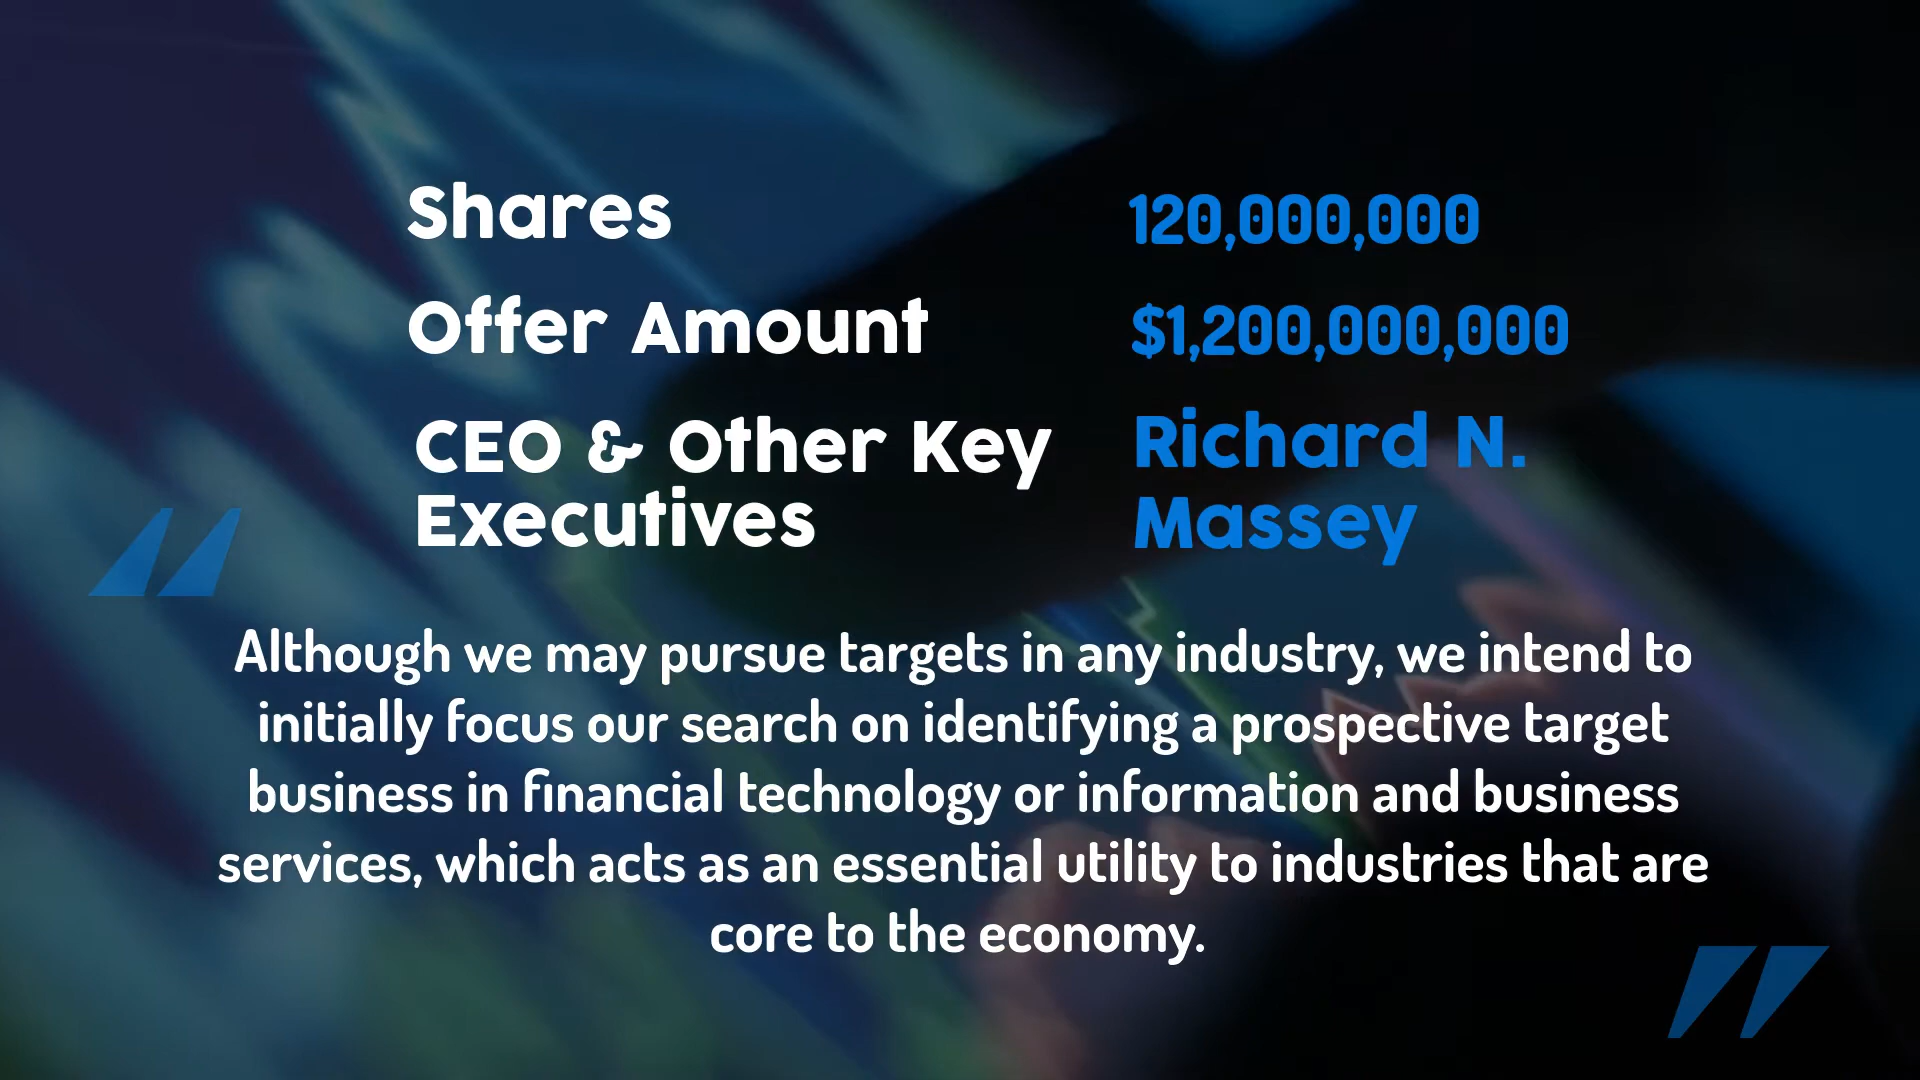 Shares 120,000,000
Offer Amount $1,200,000,000
CEO & Other Key Richard N.
Executives Massey
Although we may pursue targets in any industry, we intend to
initially focus our search on identifying a prospective target
business in financial technology or information and business
services, which acts as an essential utility to industries that are
core to the economy.